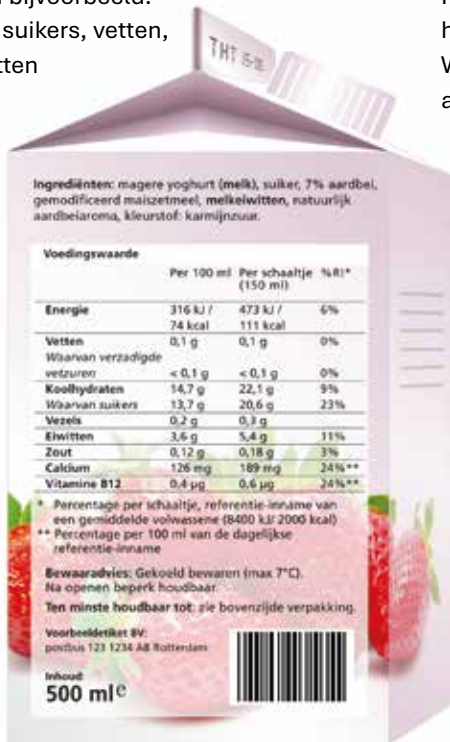 bijvoorbeeld.
suikers, vetten,
tten
THT
Ingrediënten: magere yoghurt (melk), suiker, 7% aardbei,
gemodificeerd maiszetmeel, melkeiwitten, natuurlijk
aardbeiaroma, kleurstof: karmijnzuur.
Voedingswaarde
Per 100 ml Per schaaltje %RI*
(150 ml)
Energie 316 kJ / 473 kJ / 6%
74 kcal 111 kcal
Vetten 0,1 g 0,1 g 0%
Waarvan verzadigde
vetzuren < 0,1 g < 0,1 g 0%
Koolhydraten 14,7 g 22,1 g 9%
Waarvan suikers 13,7 g 20,6 g 23%
Vezels 0,2 g 0,3 g
Eiwitten 3,6 g 5,4 g 11%
Zout 0,12 g 0,18 g 3%
Calcium 126 mg 189 mg 24%**
Vitamine B12 0,4 µg 0,6 µg 24%**
* Percentage per schaaltje, referentie-inname van
een gemiddelde volwassene (8400 kJ/ 2000 kcal)
** Percentage per 100 ml van de dagelijkse
referentie-inname
Bewaaradvies: Gekoeld bewaren (max 7°C).
Na openen beperk houdbaar.
Ten minste houdbaar tot: zie bovenzijde verpakking.
Voorbeeldetiket BV:
postbus 123 1234 AB Rotterdam
Inhoud:
500 ml e